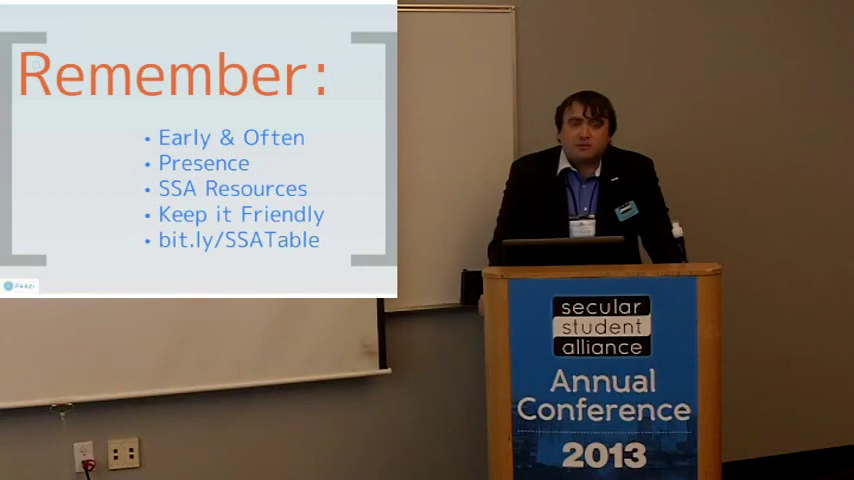 Remember:
• Early & Often
• Presence
• SSA Resources
• Keep it Friendly
• bit.ly/SSATable
Prezi
secular
student
alliance
Annual
Conference
2013